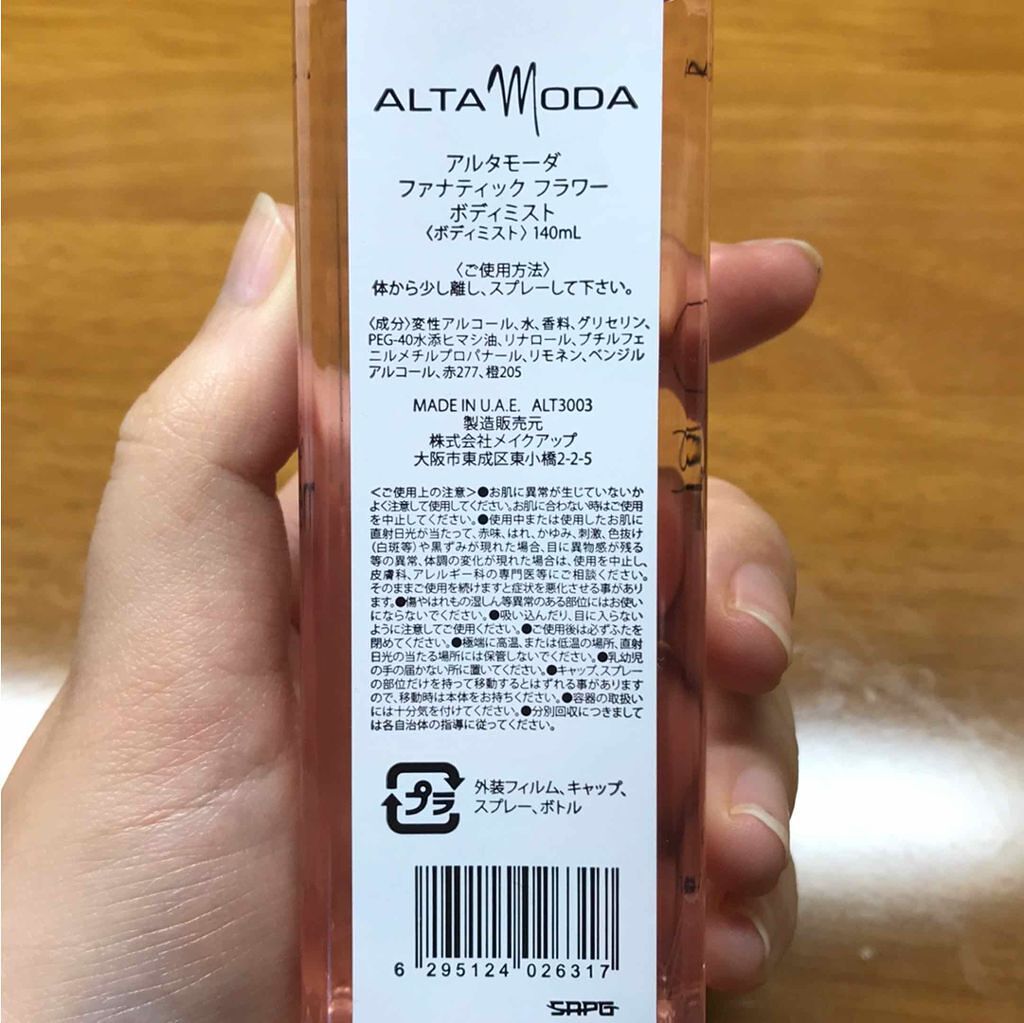 ALTAMODA
アルタモーダ
ファナティック フラワー
ボディミスト
〈ボディミスト〉140mL
〈ご使用方法〉
体から少し離し、スプレーして下さい。
〈成分〉変性アルコール、水、香料、グリセリン、
PEG-40水添ヒマシ油、リナロール、ブチルフェ
ニルメチルプロパナール、リモネン、ベンジル
アルコール、赤277、橙205
MADE IN U.A.E. ALT3003
製造販売元
株式会社メイクアップ
大阪市東成区東小橋2-2-5
<ご使用上の注意>●お肌に異常が生じていないか
よく注意して使用してください。お肌に合わない時はご使用
を中止してください。●使用中または使用したお肌に
直射日光が当たって、赤味、はれ、かゆみ、刺激、色抜け
(白斑等)や黒ずみが現れた場合、目に異物感が残る
等の異常、体調の変化が現れた場合は、使用を中止し、
皮膚科、アレルギー科の専門医等にご相談ください。
そのままご使用を続けますと症状を悪化させる事があり
ます。●傷やはれもの湿しん等異常のある部位にはお使い
にならないでください。●吸い込んだり、目に入らない
ように注意してご使用ください。●ご使用後は必ずふたを
閉めてください。●極端に高温、または低温の場所、直射
日光の当たる場所には保管しないでください。●乳幼児
の手の届かない所に置いてください。●キャップ、スプレー
の部位だけを持って移動するとはずれる事があります
ので、移動時は本体をお持ちください。●容器の取扱い
には十分気を付けてください。●分別回収につきまして
は各自治体の指導に従ってください。
プラ
外装フィルム、キャップ、
スプレー、ボトル
6 295124 026317
SAPG